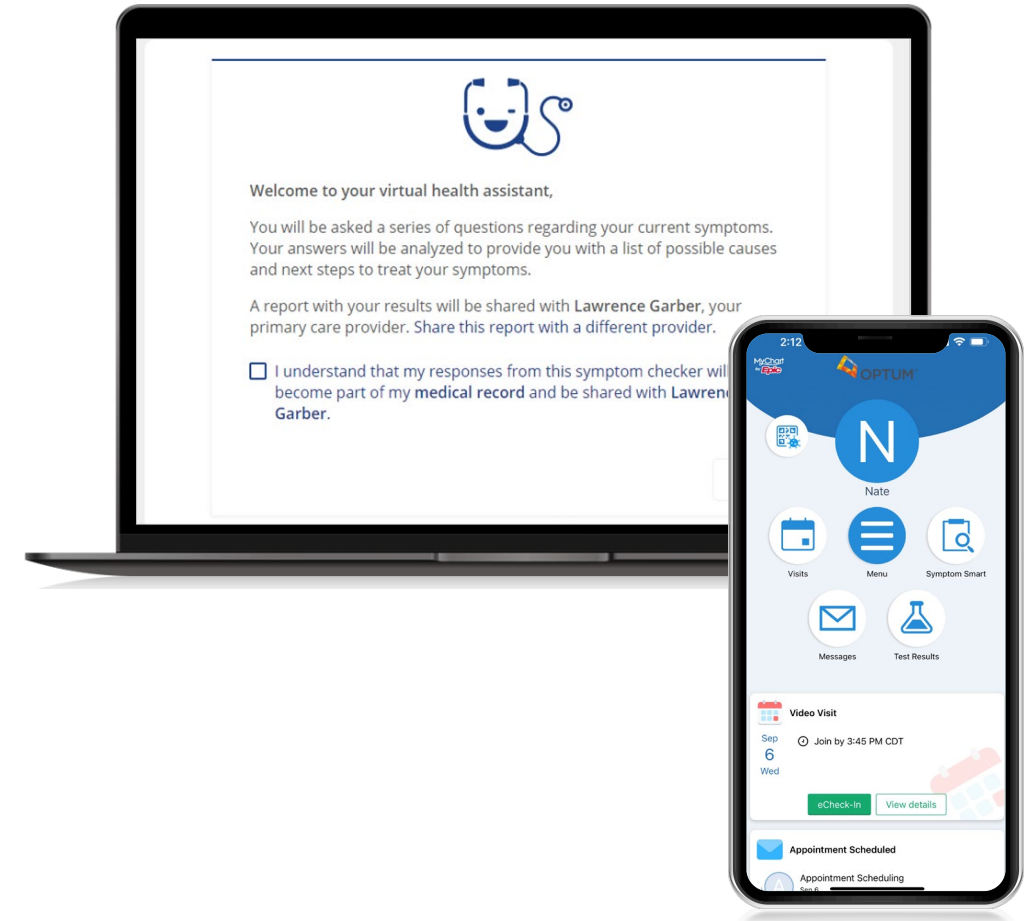 Welcome to your virtual health assistant,
You will be asked a series of questions regarding your current symptoms.
Your answers will be analyzed to provide you with a list of possible causes
and next steps to treat your symptoms.
A report with your results will be shared with Lawrence Garber, your
primary care provider. Share this report with a different provider.
I understand that my responses from this symptom checker will
become part of my medical record and be shared with
Garber.
2:12
MyChart
by Epic
OPTUM
N
Nate
Visits
Menu
Symptom Smart
Messages
Test Results
Video Visit
Sep
6
Wed
Join by 3:45 PM CDT
eCheck-In
View details
Appointment Scheduled
A
Appointment Scheduling
Sep 6